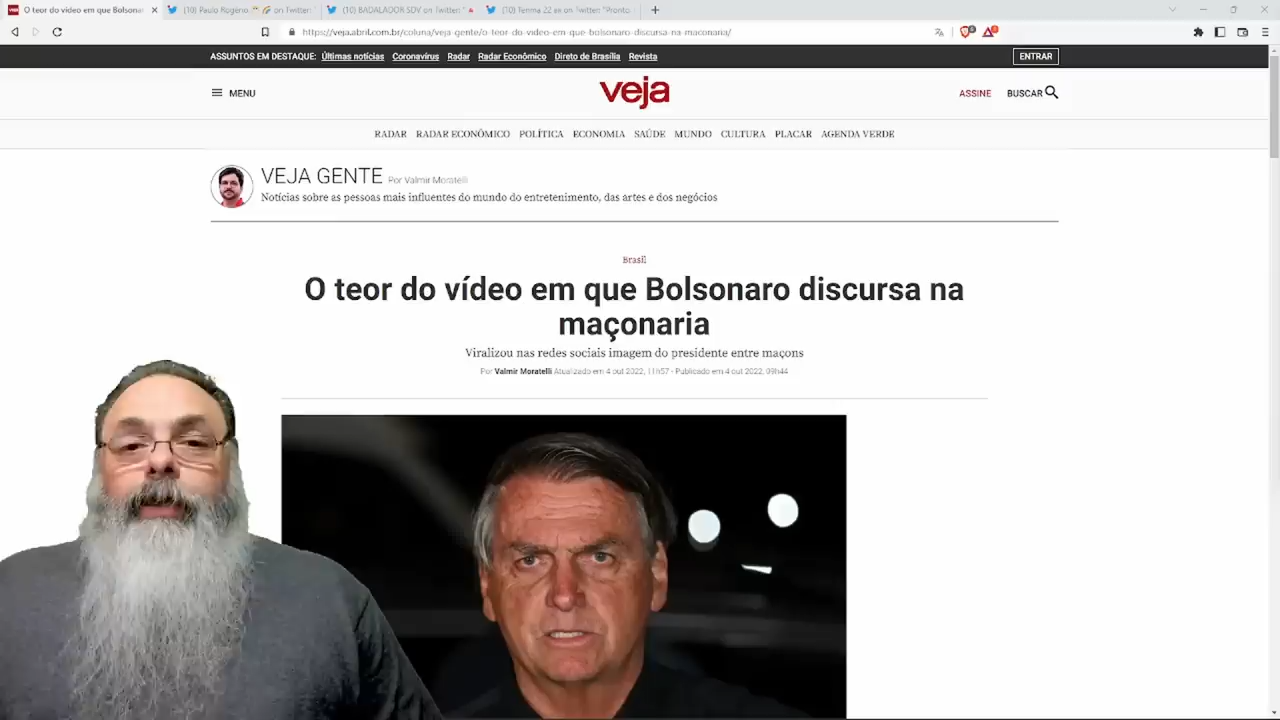 O teor do vídeo em que Bolsonar
(10) Paulo Rogério on Twitter:
(10) BADALADOR SDV on Twitter: "
(10) Temma 22 ex on Twitter: "Pronto
https://veja.abril.com.br/coluna/veja-gente/o-teor-do-video-em-que-bolsonaro-discursa-na-maconaria/
ASSUNTOS EM DESTAQUE: Últimas notícias Coronavírus Radar Radar Econômico Direto de Brasília Revista ENTRAR
MENU veja ASSINE BUSCAR
RADAR RADAR ECONÔMICO POLÍTICA ECONOMIA SAÚDE MUNDO CULTURA PLACAR AGENDA VERDE
VEJA GENTE Por Valmir Moratelli
Notícias sobre as pessoas mais influentes do mundo do entretenimento, das artes e dos negócios
Brasil
O teor do vídeo em que Bolsonaro discursa na
maçonaria
Viralizou nas redes sociais imagem do presidente entre maçons
Por Valmir Moratelli Atualizado em 4 out 2022, 11h57 - Publicado em 4 out 2022, 09h44